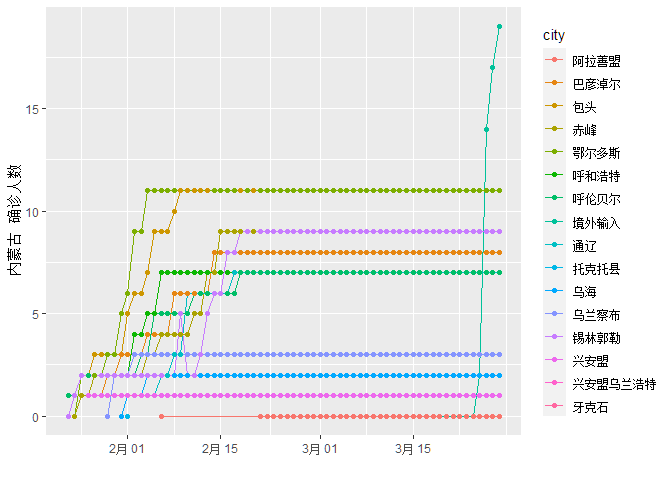 city
阿拉善盟
巴彦淖尔
包头
赤峰
鄂尔多斯
呼和浩特
呼伦贝尔
境外输入
通辽
托克托县
乌海
乌兰察布
锡林郭勒
兴安盟
兴安盟乌兰浩特
牙克石
内蒙古 确诊人数
15
10
5
0
2月 01
2月 15
3月 01
3月 15